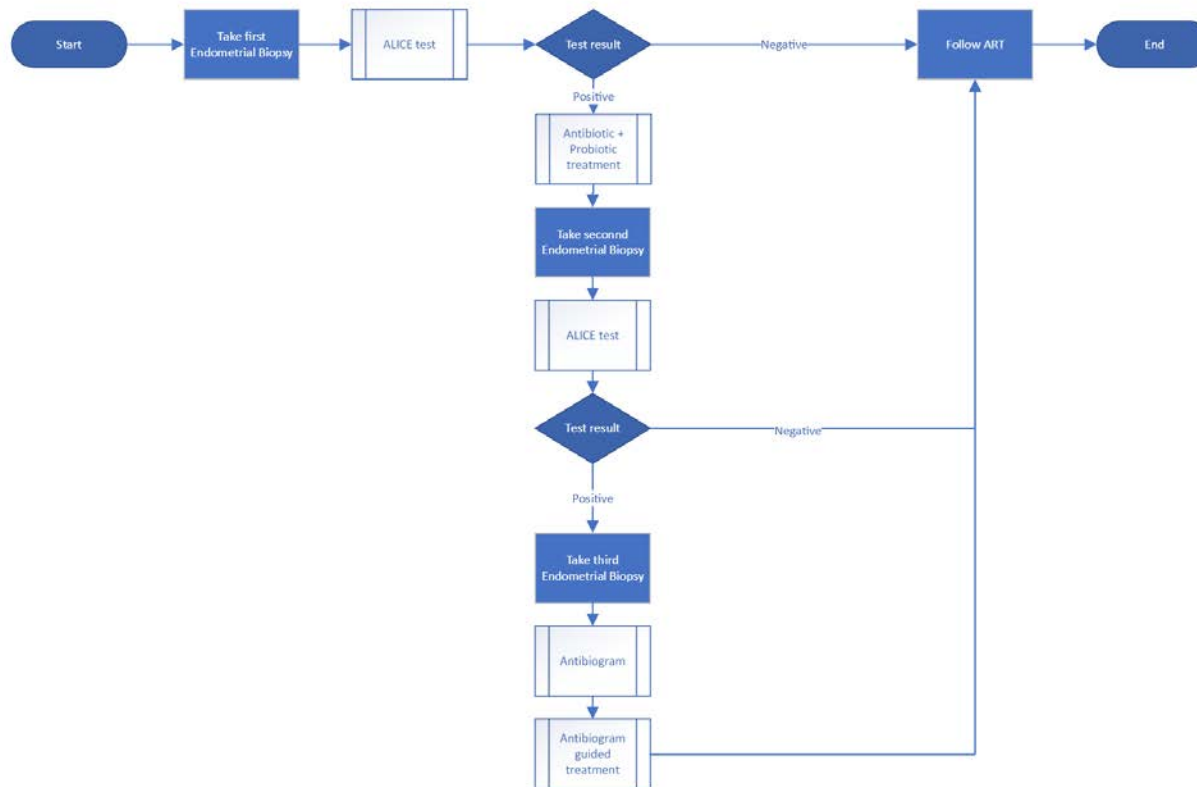 Start
Take first
Endometrial Biopsy
ALICE test
Test result
Negative
Follow ART
End
Positive
Antibiotic +
Probiotic
treatment
Take seconnd
Endometrial Biopsy
ALICE test
Test result
Negative
Positive
Take third
Endometrial Biopsy
Antibiogram
Antibiogram
guided
treatment